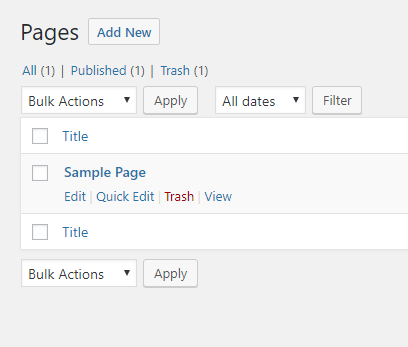 Pages Add New
All (1) | Published (1) | Trash (1)
Bulk Actions Apply All dates Filter
Title
Sample Page
Edit | Quick Edit | Trash | View
Title
Bulk Actions Apply